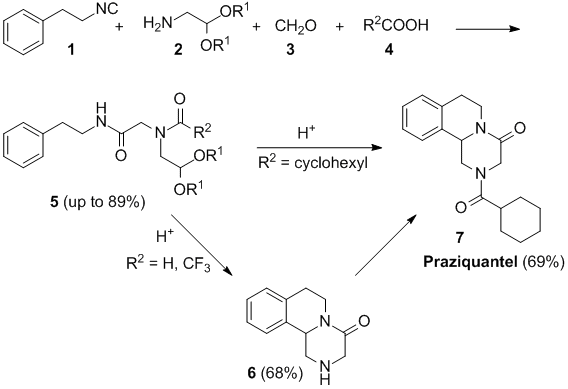 NC + H₂N OR¹ OR¹ + CH₂O + R²COOH
1 2 3 4
H N O N O R² OR¹ OR¹
H⁺
R² = cyclohexyl
N O N O
5 (up to 89%)
H⁺
R² = H, CF₃
7
Praziquantel (69%)
N O N H
6 (68%)